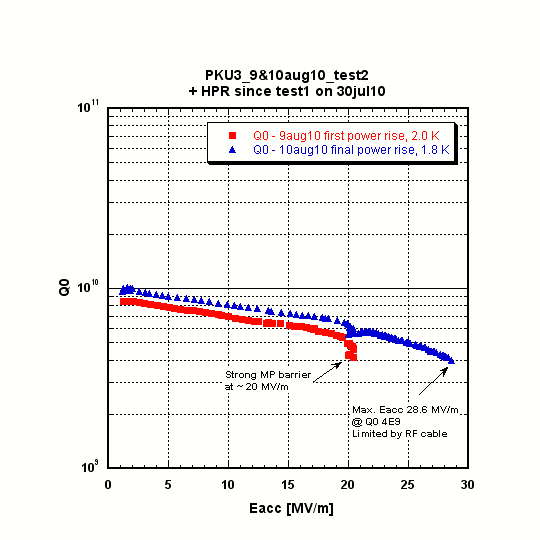 PKU3_9&10aug10_test2
+ HPR since test1 on 30jul10
Q0 - 9aug10 first power rise, 2.0 K
Q0 - 10aug10 final power rise, 1.8 K
10^11
10^10
10^9
Q0
Strong MP barrier
at ~ 20 MV/m
Max. Eacc 28.6 MV/m
@ Q0 4E9
Limited by RF cable
0 5 10 15 20 25 30
Eacc [MV/m]